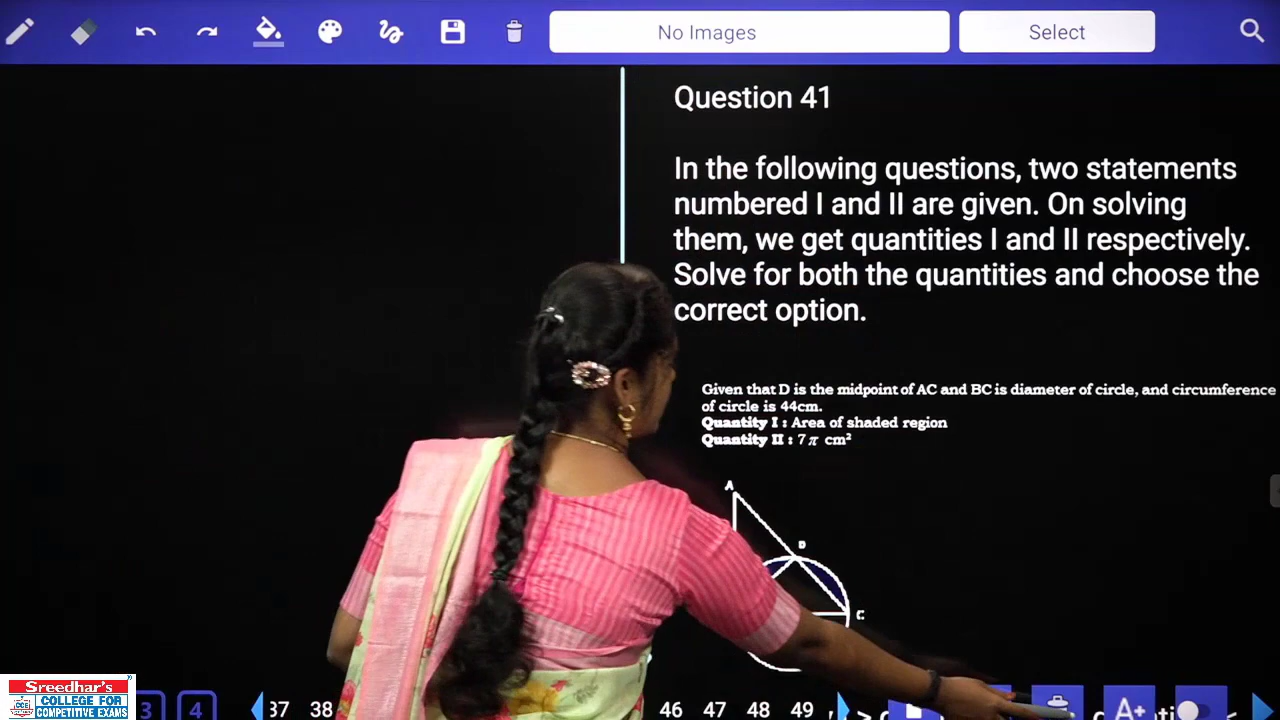 No Images
Select
Question 41
In the following questions, two statements
numbered I and II are given. On solving
them, we get quantities I and II respectively.
Solve for both the quantities and choose the
correct option.
Given that D is the midpoint of AC and BC is diameter of circle, and circumference
of circle is 44cm.
Quantity I : Area of shaded region
Quantity II : 7π cm²
A
D
C
Sreedhar's
CCE
COLLEGE FOR
COMPETITIVE EXAMS
3 4 37 38 46 47 48 49
A+